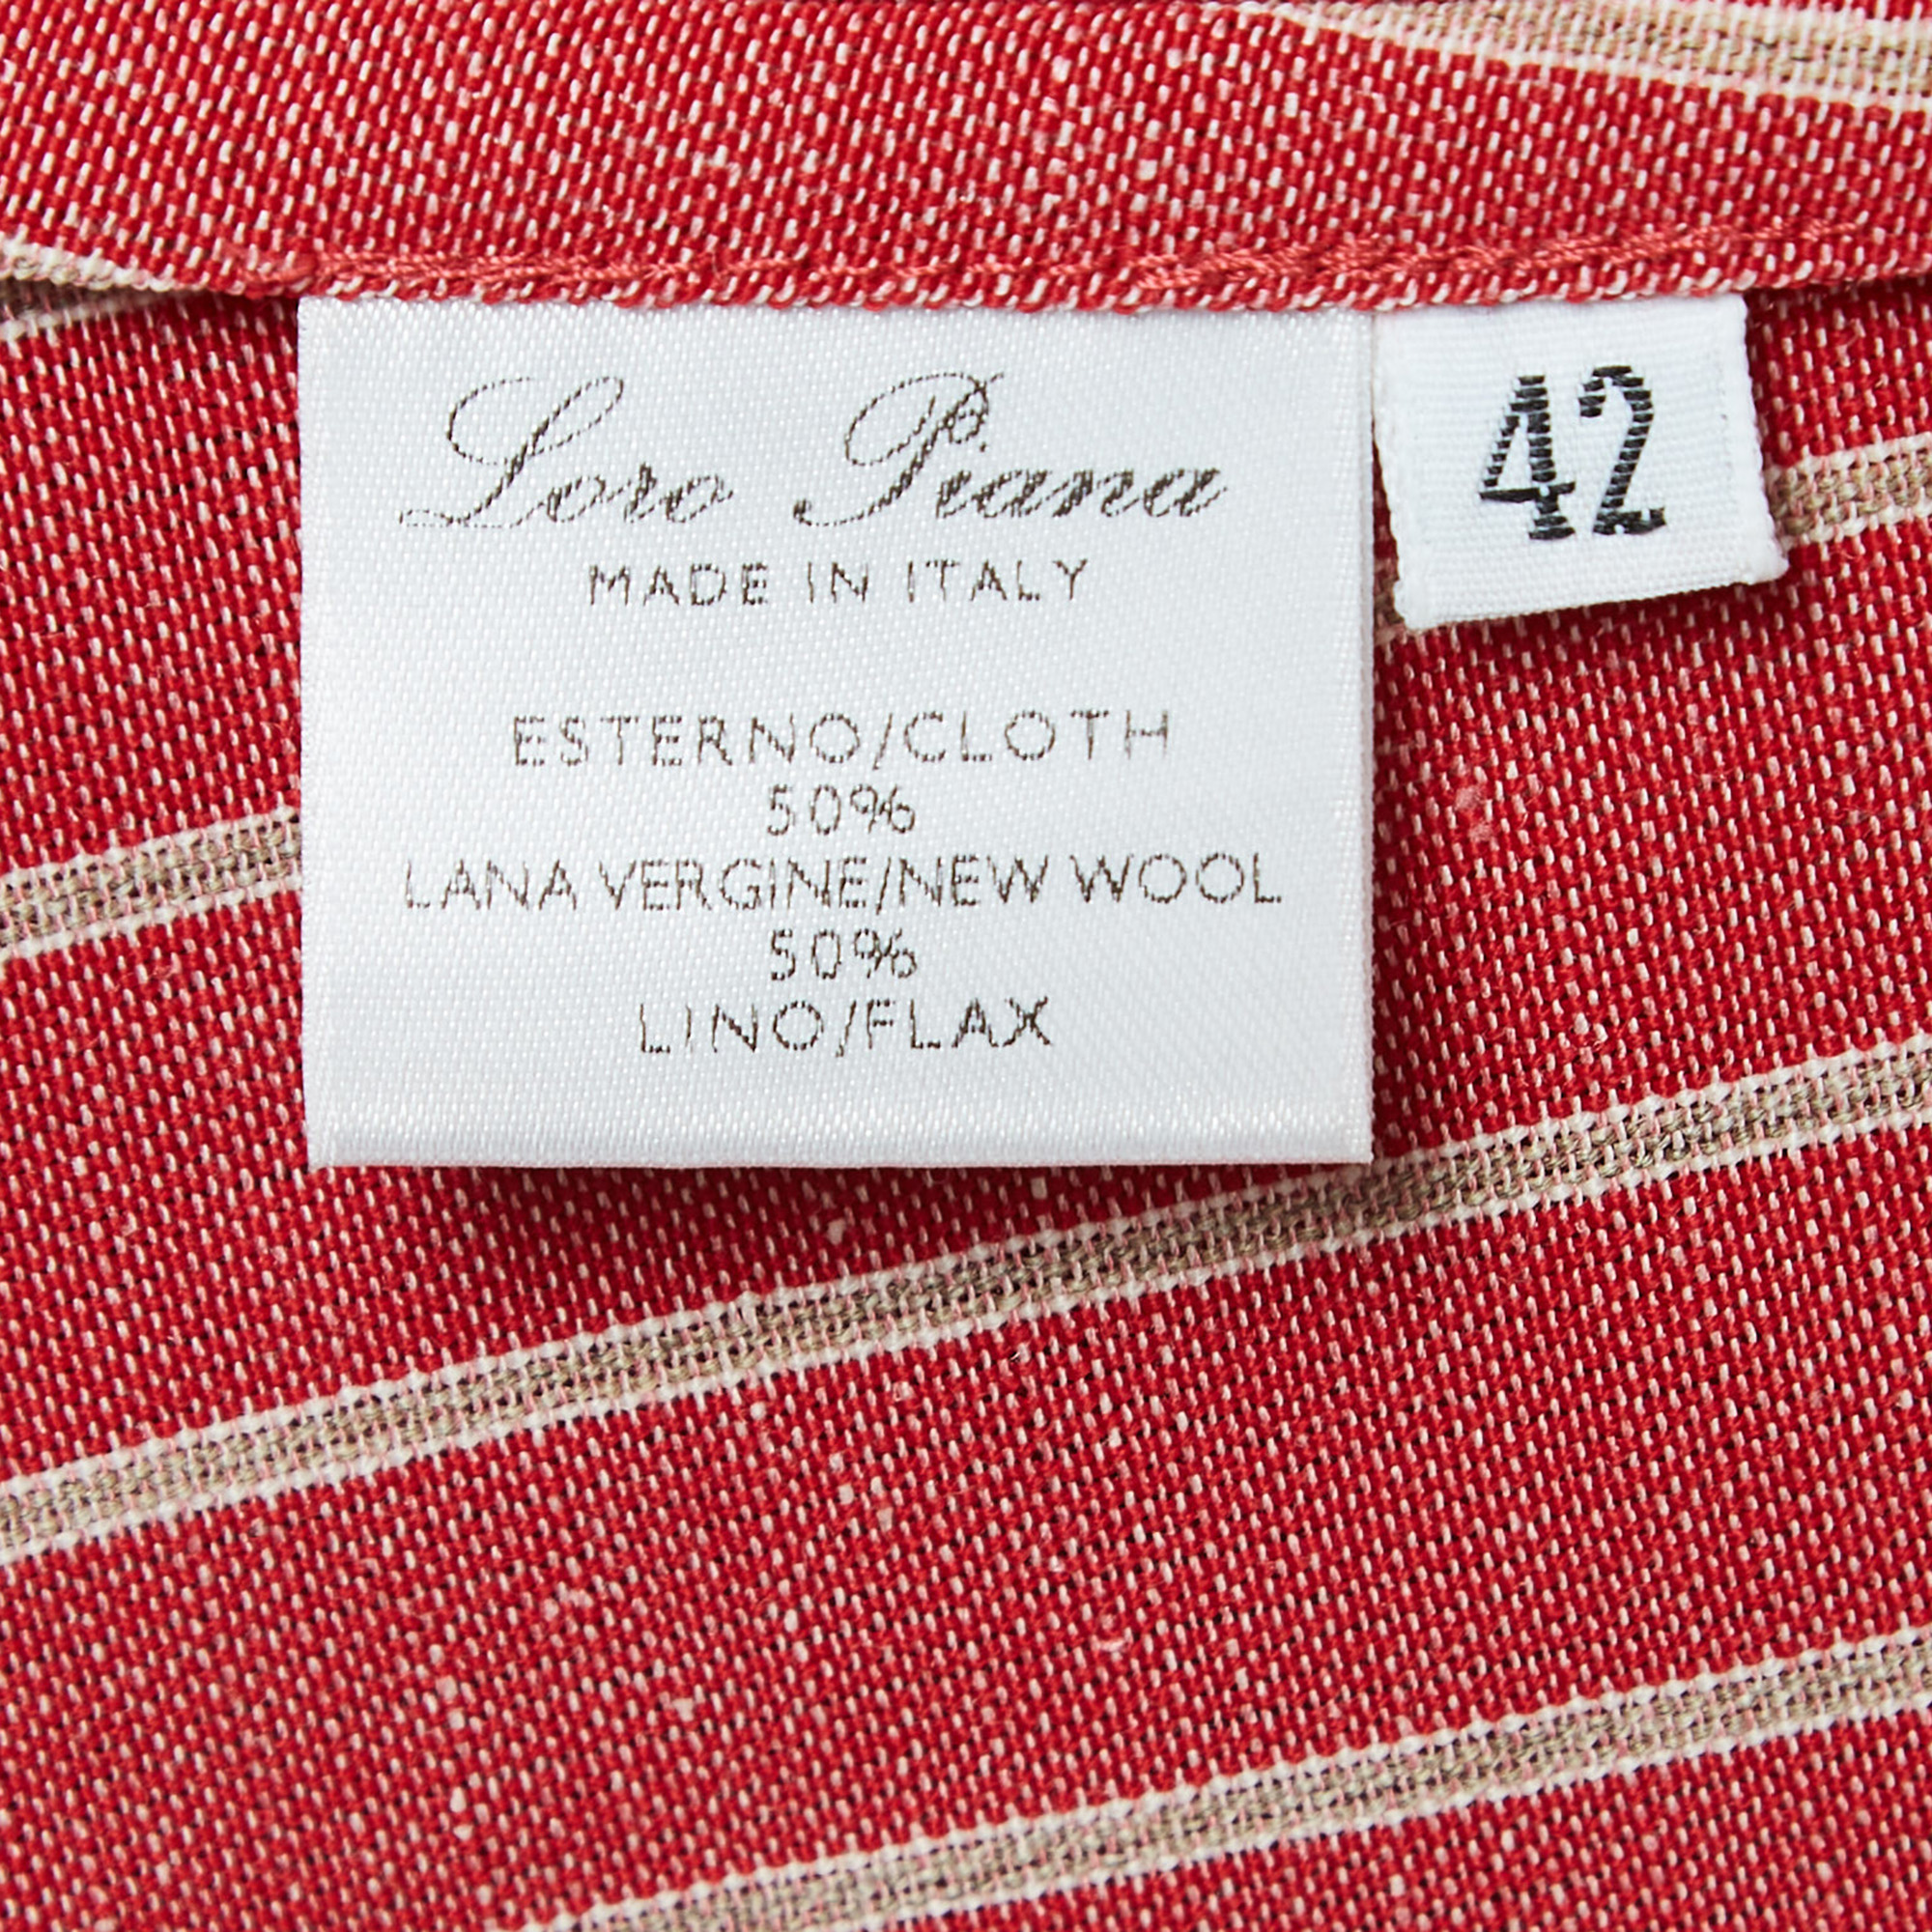 Loro Piana
MADE IN ITALY
ESTERNO/CLOTH
50%
LANA VERGINE/NEW WOOL
50%
LINO/FLAX
42